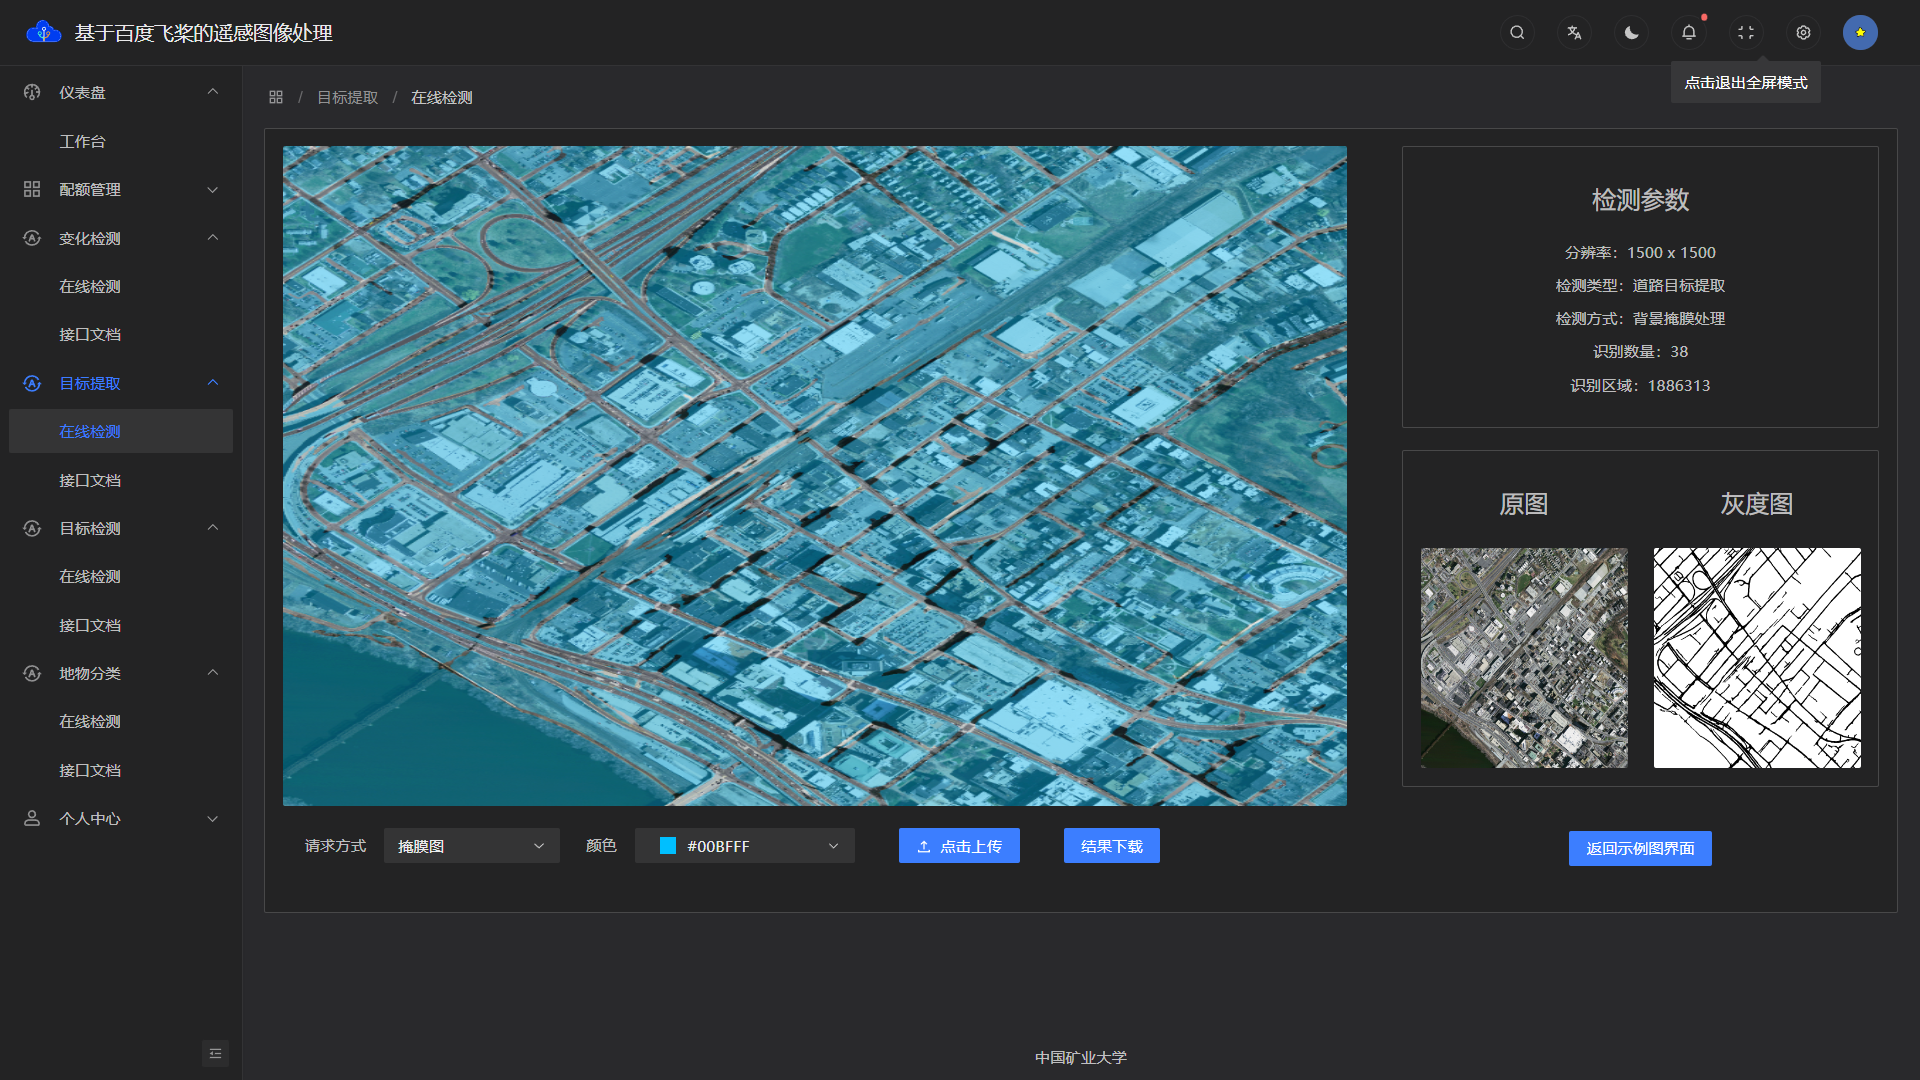 基于百度飞桨的遥感图像处理
点击退出全屏模式
仪表盘
工作台
配额管理
变化检测
在线检测
接口文档
目标提取
在线检测
接口文档
目标检测
在线检测
接口文档
地物分类
在线检测
接口文档
个人中心
/ 目标提取 / 在线检测
检测参数
分辨率：1500 x 1500
检测类型：道路目标提取
检测方式：背景掩膜处理
识别数量：38
识别区域：1886313
原图 灰度图
请求方式 掩膜图 颜色 #00BFFF 点击上传 结果下载
返回示例图界面
中国矿业大学